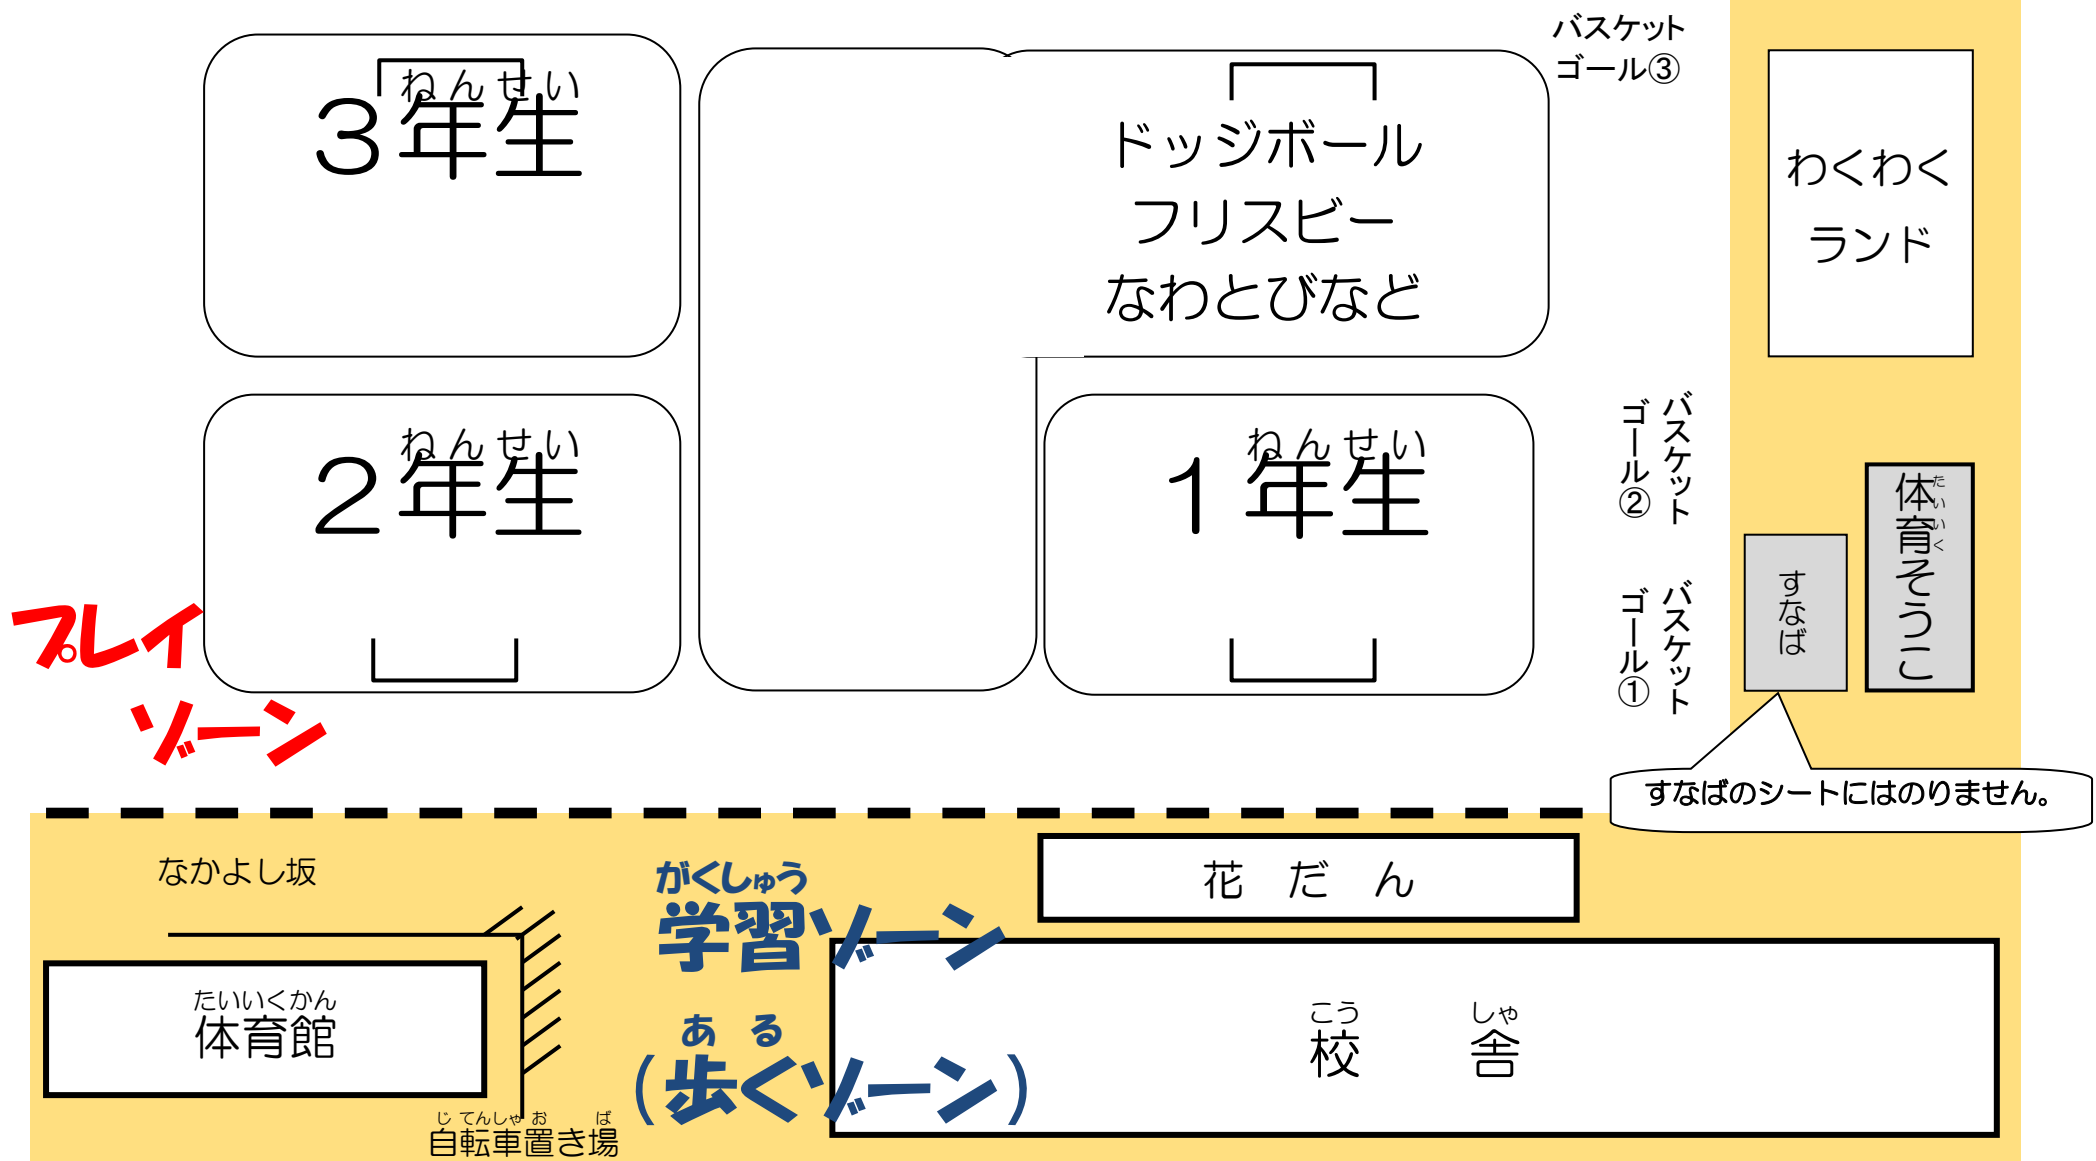 バスケット
ゴール③
ねんせい
3年生
ドッジボール
フリスビー
なわとびなど
わくわく
ランド
ねんせい
2年生
ねんせい
1年生
バスケット
ゴール②
バスケット
ゴール①
たいいく
体育そうこ
すなば
プレイ
ゾーン
すなばのシートにはのりません。
なかよし坂
がくしゅう
学習ゾーン
ある
(歩くゾーン)
花だん
たいいくかん
体育館
こうしゃ
校舎
じてんしゃおば
自転車置き場